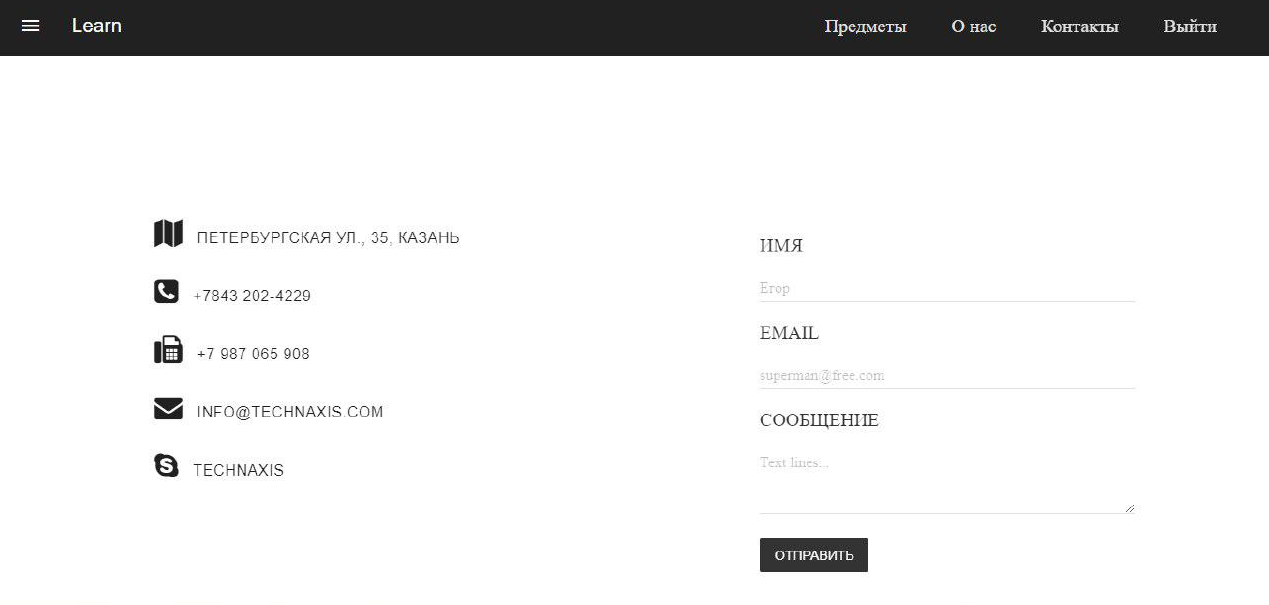 Learn
Предметы О нас Контакты Выйти
ПЕТЕРБУРГСКАЯ УЛ., 35, КАЗАНЬ
+7843 202-4229
+7 987 065 908
INFO@TECHNAXIS.COM
TECHNAXIS
ИМЯ
Егор
EMAIL
superman@free.com
СООБЩЕНИЕ
Text lines...
ОТПРАВИТЬ